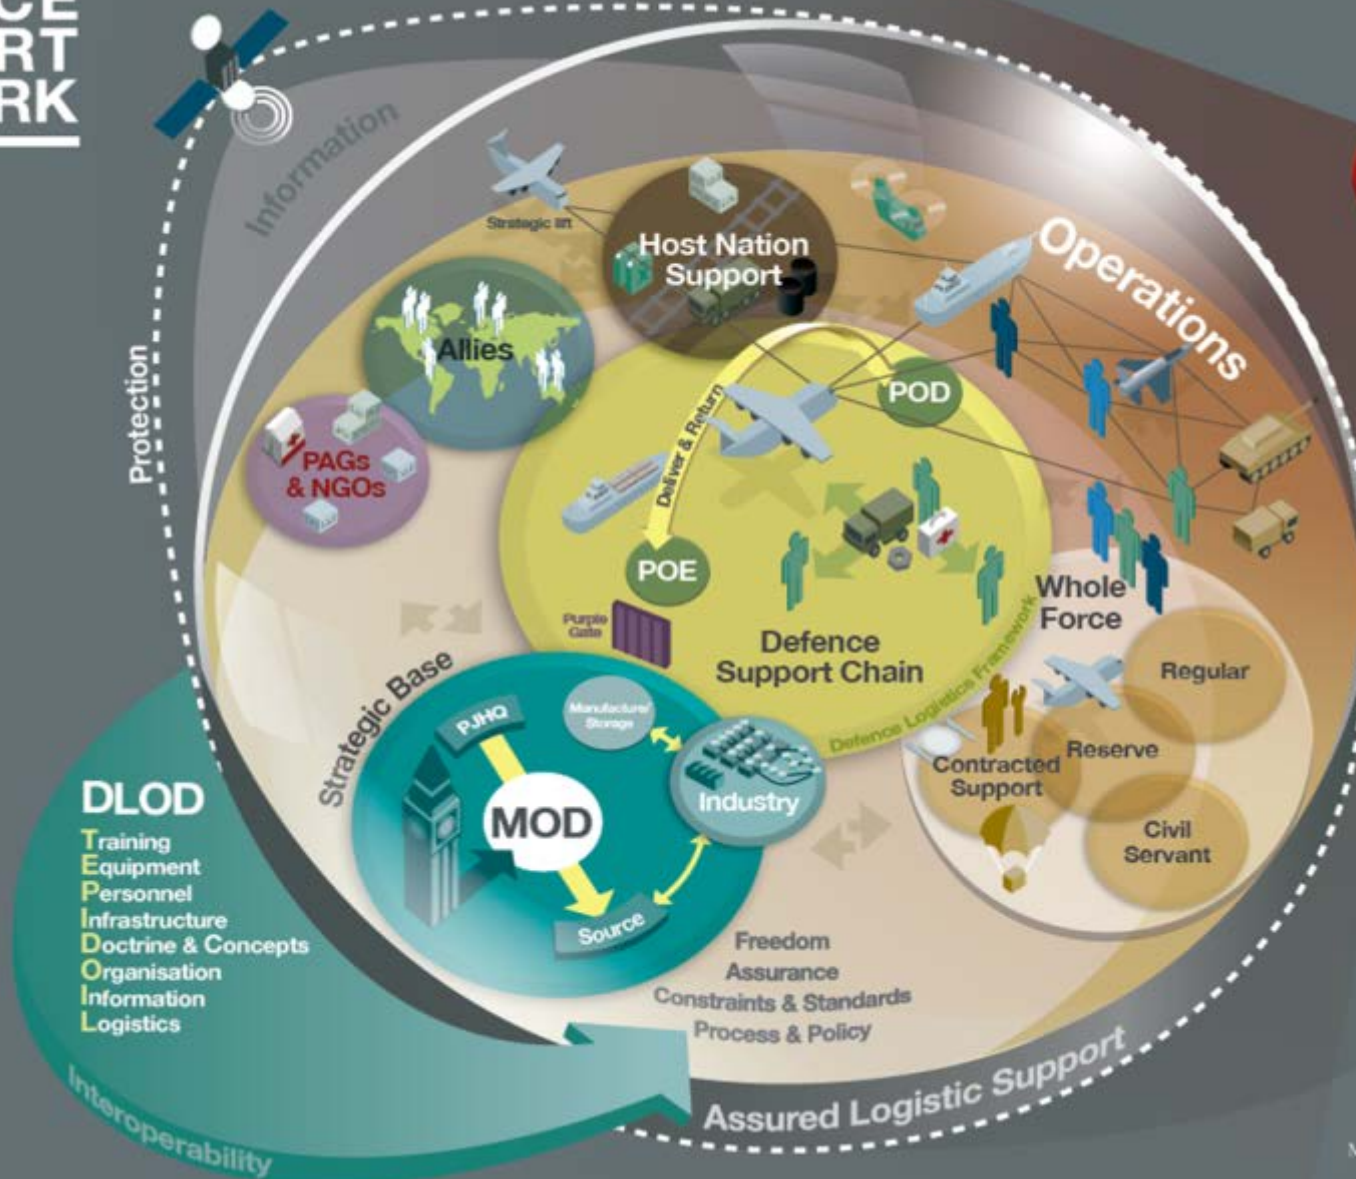 CE
RT
RK
Information
Strategic lift
Host Nation
Support
Operations
Allies
Protection
PAGs
& NGOs
Deliver & Return
POD
POE
Purple
Gate
Defence
Support Chain
Defence Logistics Framework
Whole
Force
Regular
Reserve
Contracted
Support
Civil
Servant
Strategic Base
PJHQ
Manufacture/
Storage
MOD
Industry
Source
DLOD
Training
Equipment
Personnel
Infrastructure
Doctrine & Concepts
Organisation
Information
Logistics
Freedom
Assurance
Constraints & Standards
Process & Policy
Assured Logistic Support
Interoperability
M